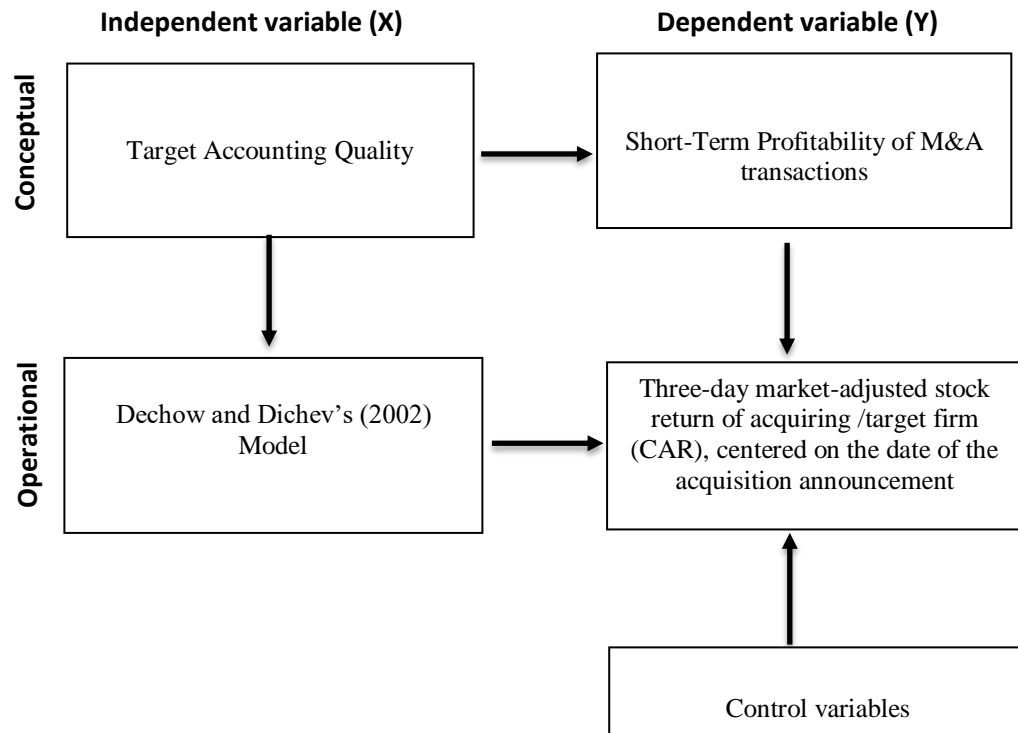 Independent variable (X)
Dependent variable (Y)
Conceptual
Target Accounting Quality
Short-Term Profitability of M&A
transactions
Operational
Dechow and Dichev's (2002)
Model
Three-day market-adjusted stock
return of acquiring /target firm
(CAR), centered on the date of the
acquisition announcement
Control variables